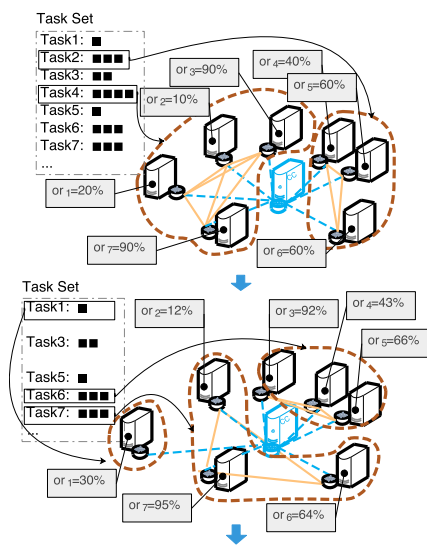 Task Set
Task1:
Task2:
Task3:
Task4:
Task5:
Task6:
Task7:
...
or 3=90%
or 4=40%
or 5=60%
or 2=10%
or 1=20%
or 7=90%
or 6=60%
CC
Task Set
Task1:
Task3:
Task5:
Task6:
Task7:
...
or 2=12%
or 3=92%
or 4=43%
or 5=66%
or 1=30%
or 7=95%
or 6=64%
CC